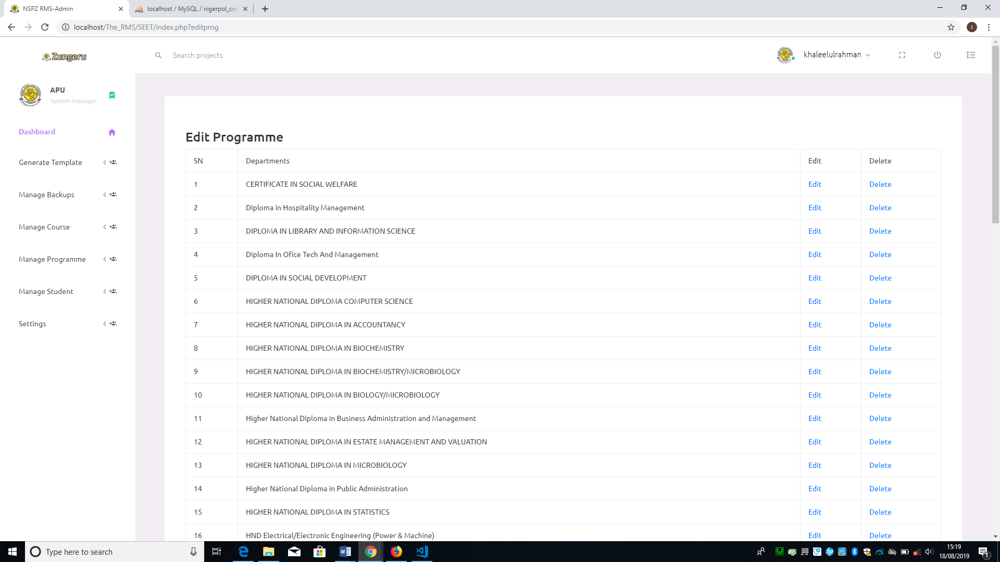 NSPZ RMS-Admin
localhost / MySQL / nigerpol_cor
localhost/The_RMS/SEET/index.php?editprog
Zungeru
Search projects
khaleelulrahman
APU
System Manager
Dashboard
Generate Template
Manage Backups
Manage Course
Manage Programme
Manage Student
Settings
Edit Programme
SN Departments Edit Delete
1 CERTIFICATE IN SOCIAL WELFARE Edit Delete
2 Diploma in Hospitality Management Edit Delete
3 DIPLOMA IN LIBRARY AND INFORMATION SCIENCE Edit Delete
4 Diploma In Ofice Tech And Management Edit Delete
5 DIPLOMA IN SOCIAL DEVELOPMENT Edit Delete
6 HIGHER NATIONAL DIPLOMA COMPUTER SCIENCE Edit Delete
7 HIGHER NATIONAL DIPLOMA IN ACCOUNTANCY Edit Delete
8 HIGHER NATIONAL DIPLOMA IN BIOCHEMISTRY Edit Delete
9 HIGHER NATIONAL DIPLOMA IN BIOCHEMISTRY/MICROBIOLOGY Edit Delete
10 HIGHER NATIONAL DIPLOMA IN BIOLOGY/MICROBIOLOGY Edit Delete
11 Higher National Diploma in Business Administration and Management Edit Delete
12 HIGHER NATIONAL DIPLOMA IN ESTATE MANAGEMENT AND VALUATION Edit Delete
13 HIGHER NATIONAL DIPLOMA IN MICROBIOLOGY Edit Delete
14 Higher National Diploma in Public Administration Edit Delete
15 HIGHER NATIONAL DIPLOMA IN STATISTICS Edit Delete
16 HND Electrical/Electronic Engineering (Power & Machine) Edit Delete
Type here to search
15:19
18/08/2019